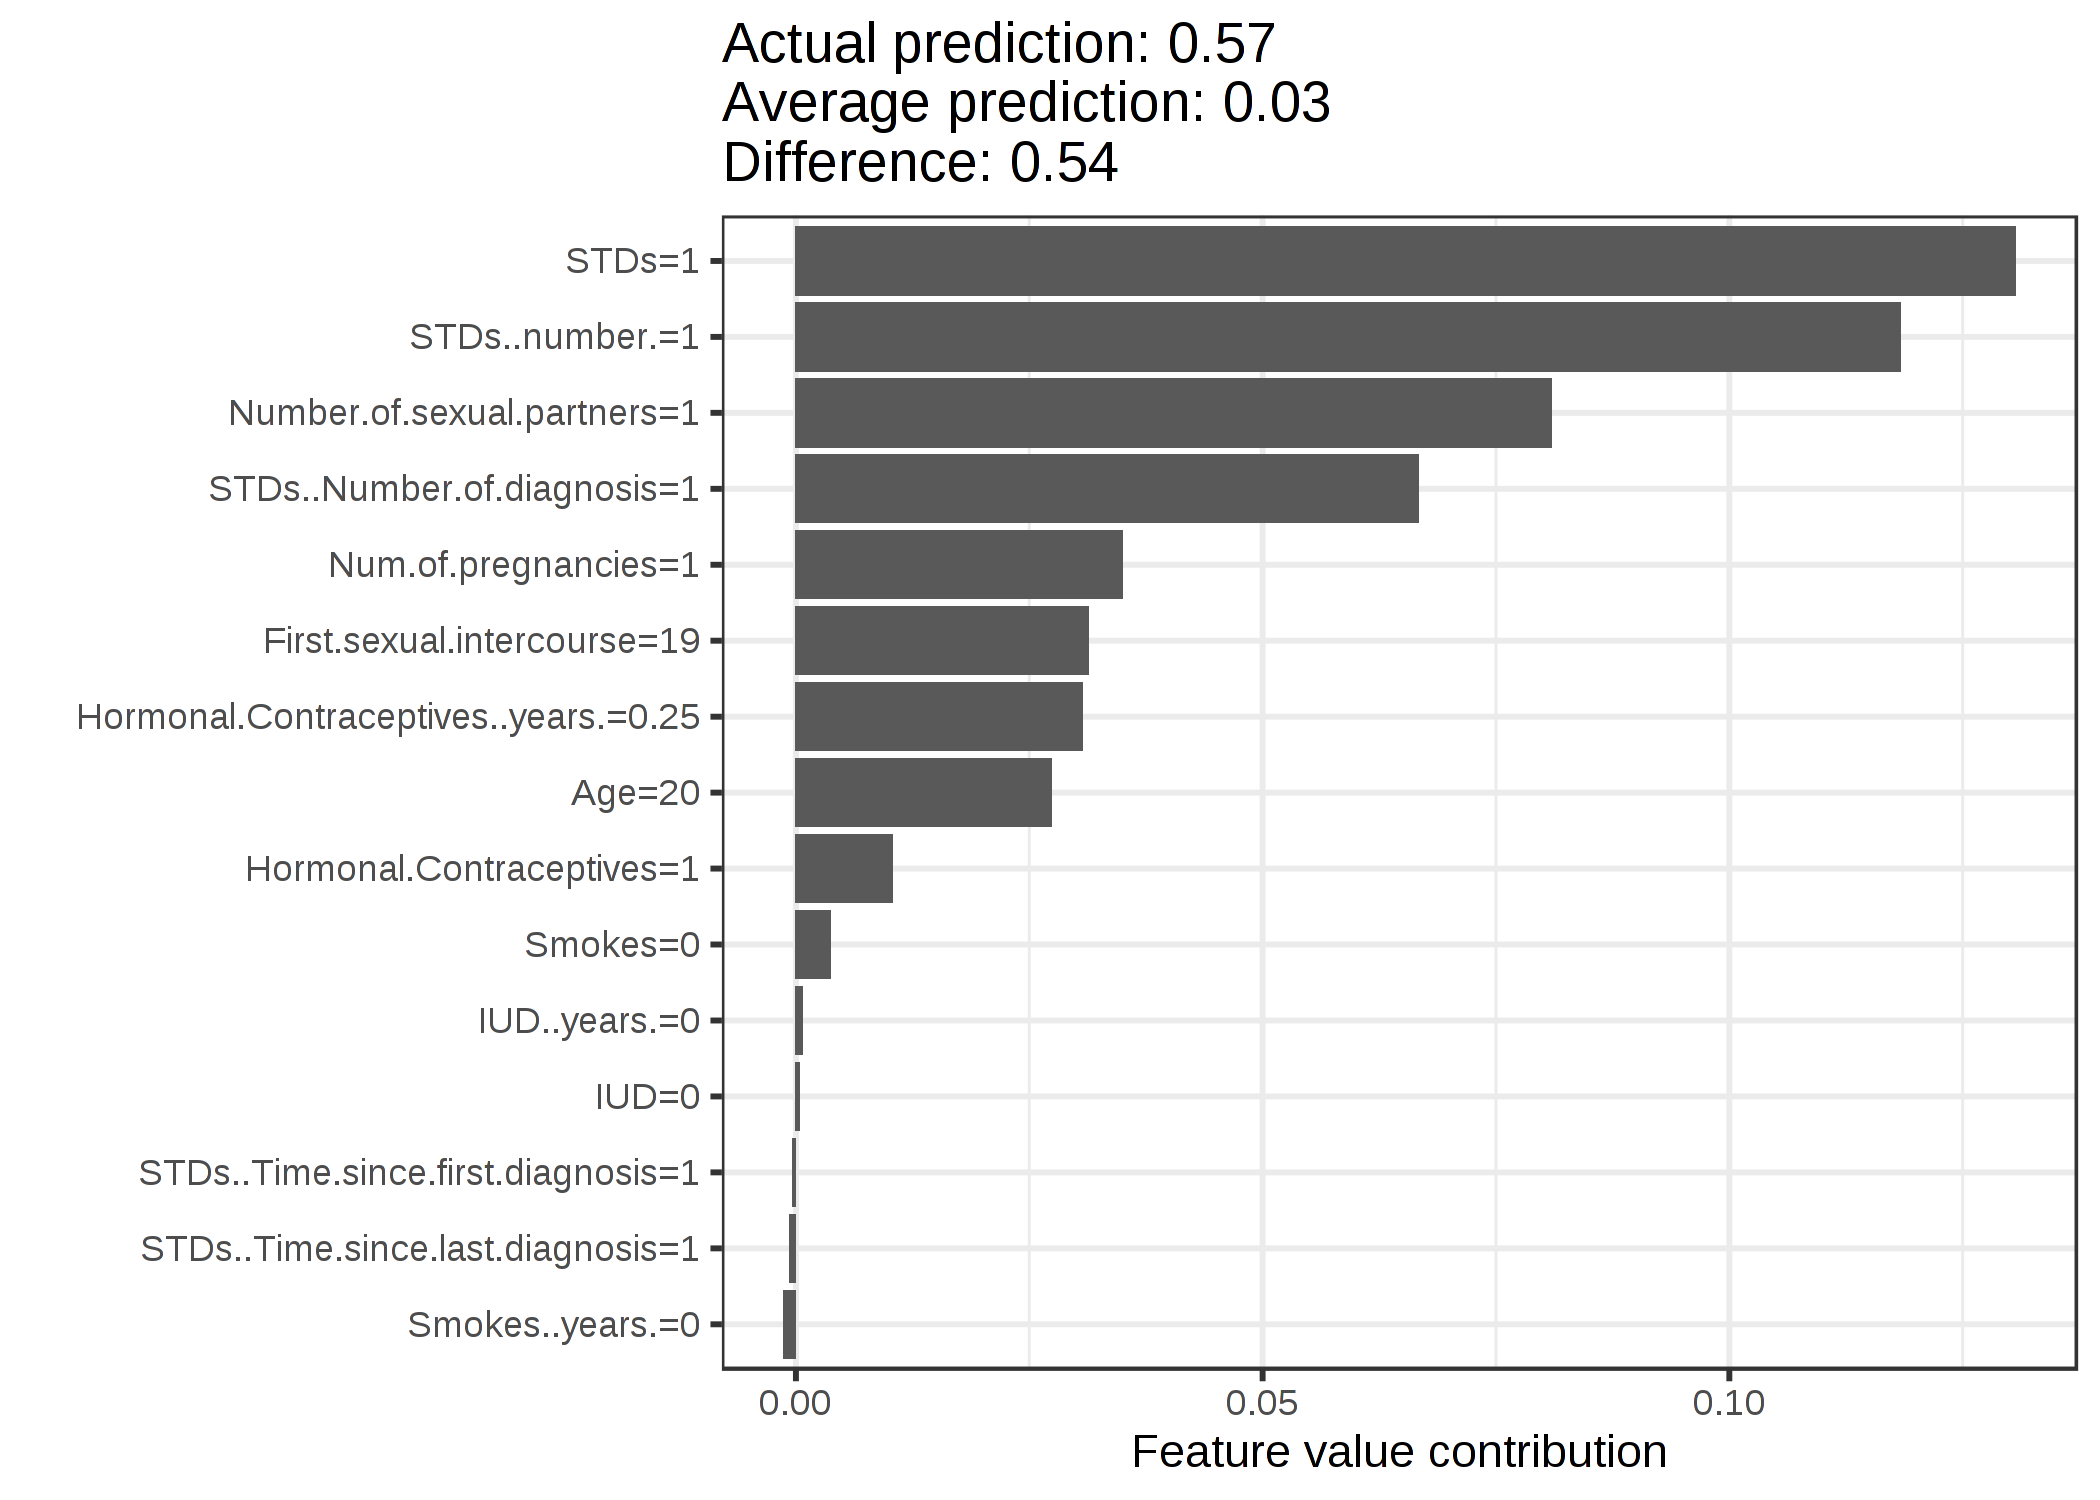 Actual prediction: 0.57
Average prediction: 0.03
Difference: 0.54
STDs=1
STDs..number.=1
Number.of.sexual.partners=1
STDs..Number.of.diagnosis=1
Num.of.pregnancies=1
First.sexual.intercourse=19
Hormonal.Contraceptives..years.=0.25
Age=20
Hormonal.Contraceptives=1
Smokes=0
IUD..years.=0
IUD=0
STDs..Time.since.first.diagnosis=1
STDs..Time.since.last.diagnosis=1
Smokes..years.=0
0.00 0.05 0.10
Feature value contribution